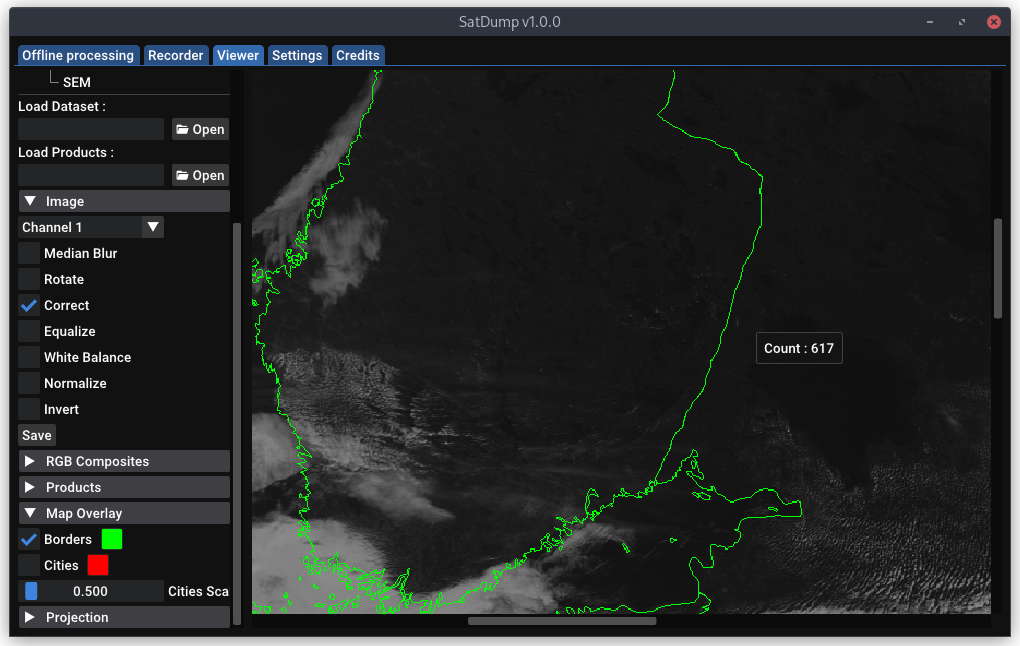 SatDump v1.0.0
Offline processing Recorder Viewer Settings Credits
SEM
Load Dataset :
Open
Load Products :
Open
Image
Channel 1
Median Blur
Rotate
Correct
Equalize
White Balance
Normalize
Invert
Save
RGB Composites
Products
Map Overlay
Borders
Cities
0.500 Cities Sca
Projection
Count : 617